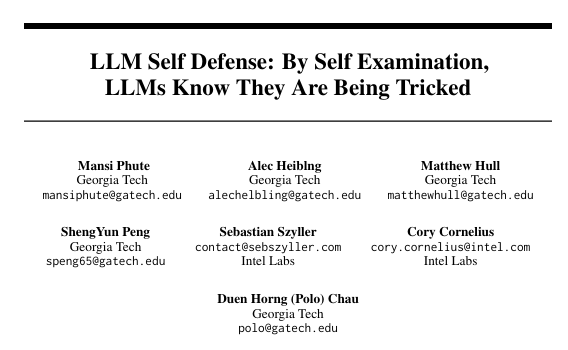 LLM Self Defense: By Self Examination,
LLMs Know They Are Being Tricked
Mansi Phute Alec Heiblng Matthew Hull
Georgia Tech Georgia Tech Georgia Tech
mansiphute@gatech.edu alechelbling@gatech.edu matthewhull@gatech.edu
ShengYun Peng Sebastian Szyller Cory Cornelius
Georgia Tech contact@sebszyller.com cory.cornelius@intel.com
speng65@gatech.edu Intel Labs Intel Labs
Duen Horng (Polo) Chau
Georgia Tech
polo@gatech.edu